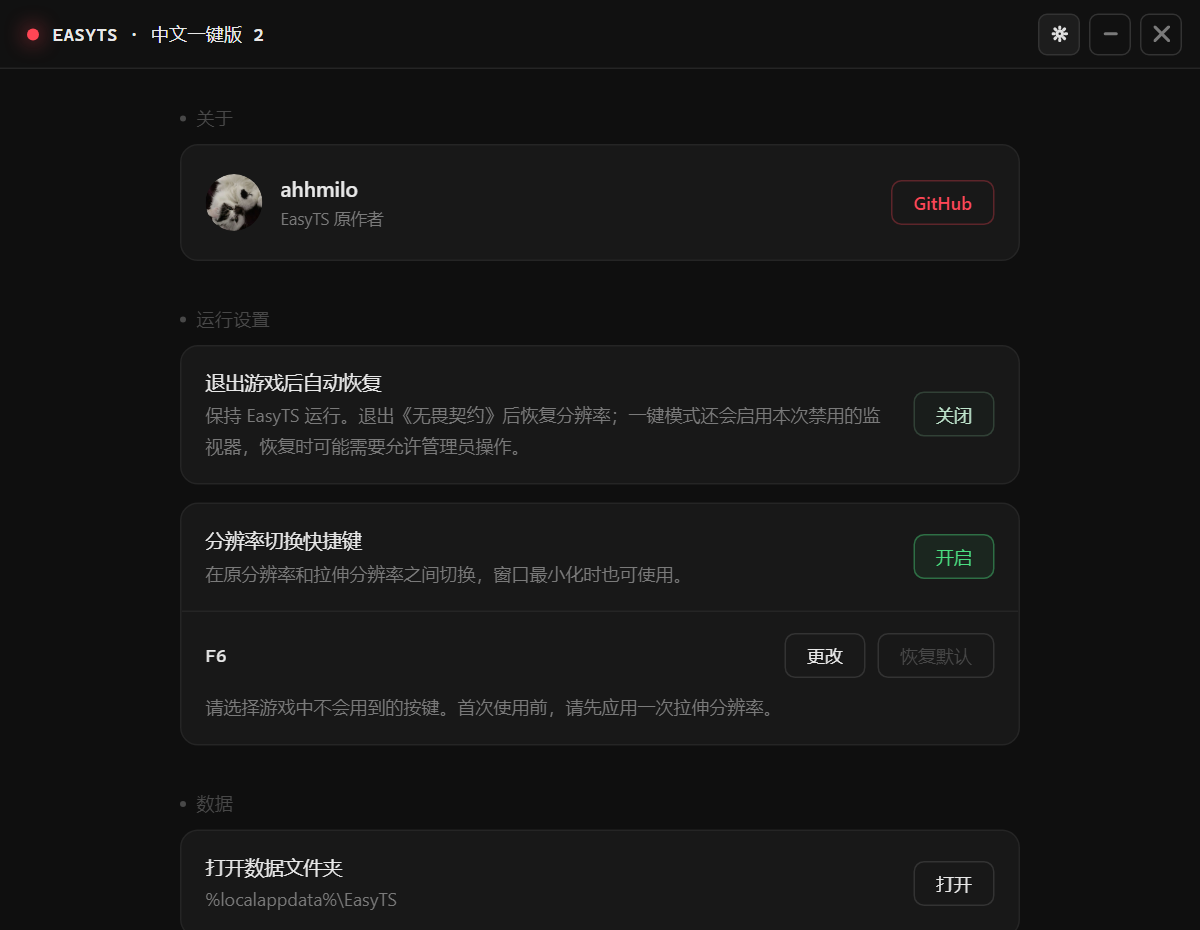 EASYTS · 中文一键版 2
• 关于
ahhmilo
EasyTS 原作者
GitHub
• 运行设置
退出游戏后自动恢复
保持 EasyTS 运行。退出《无畏契约》后恢复分辨率；一键模式还会启用本次禁用的监
视器，恢复时可能需要允许管理员操作。
关闭
分辨率切换快捷键
在原分辨率和拉伸分辨率之间切换，窗口最小化时也可使用。
开启
F6
更改
恢复默认
请选择游戏中不会用到的按键。首次使用前，请先应用一次拉伸分辨率。
• 数据
打开数据文件夹
%localappdata%\EasyTS
打开